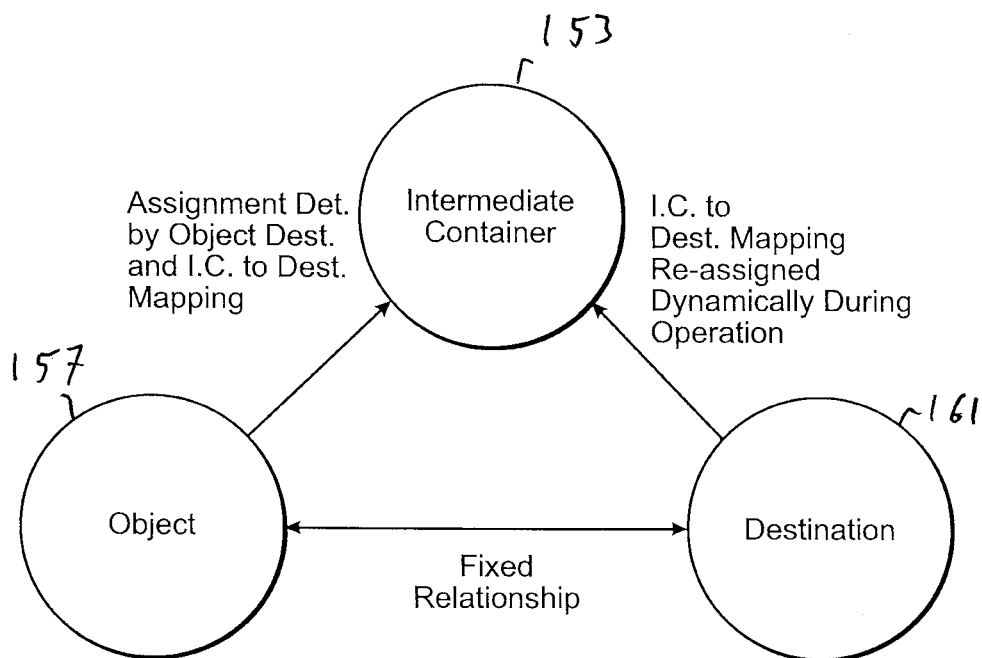 153
Intermediate
Container
Assignment Det.
by Object Dest.
and I.C. to Dest.
Mapping
I.C. to
Dest. Mapping
Re-assigned
Dynamically During
Operation
157
161
Object
Destination
Fixed
Relationship